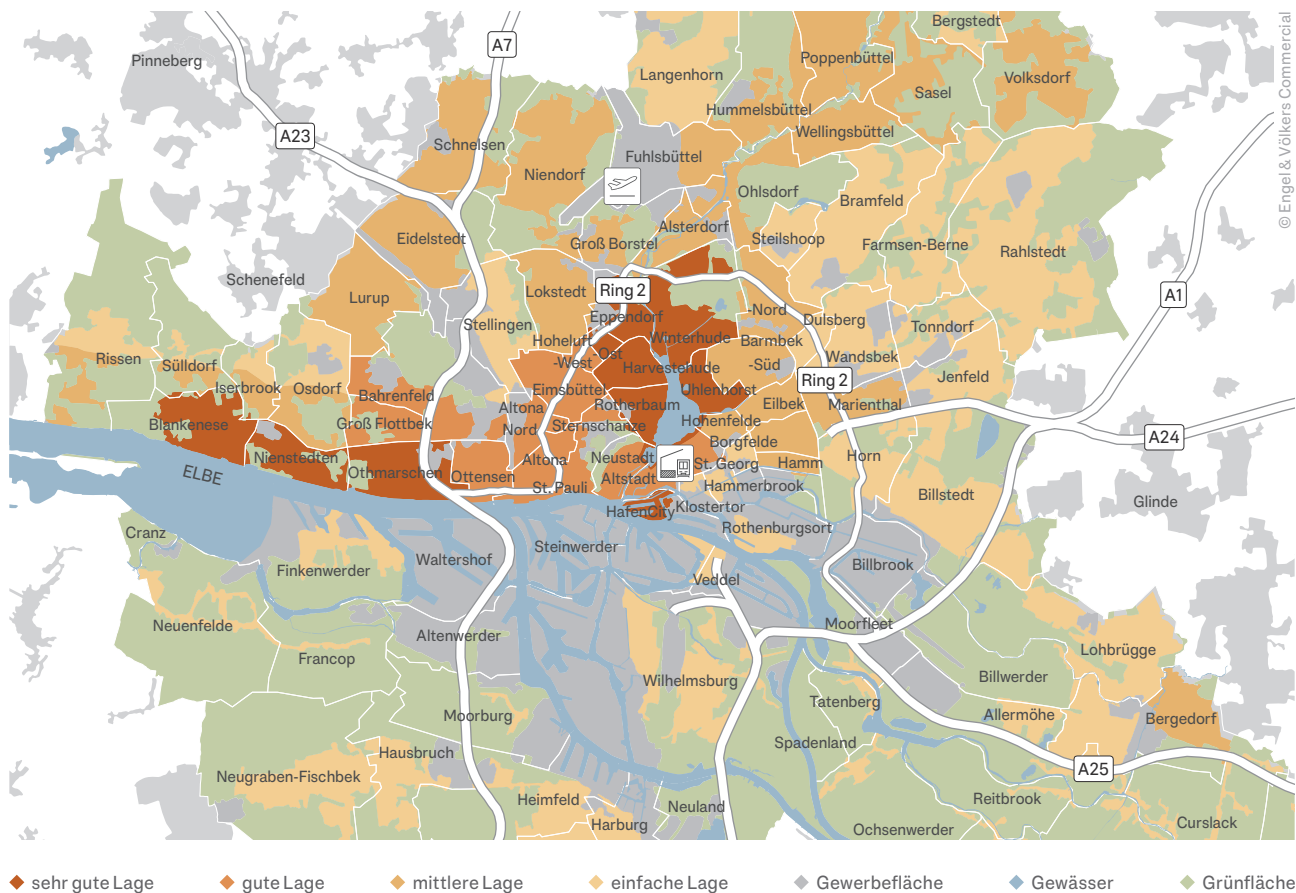 Bergstedt
Pinneberg
A7
Poppenbüttel
Langenhorn
Volksdorf
Sasel
Hummelsbüttel
A23
Wellingsbüttel
Schnelsen
Fuhlsbüttel
Niendorf
Ohlsdorf
Bramfeld
Alsterdorf
Eidelstedt
Groß Borstel
Steilshoop
Farmsen-Berne
Rahlstedt
Schenefeld
Lokstedt
Ring 2
A1
Lurup
Eppendorf
-Nord
Dulsberg
Stellingen
Tonndorf
Hoheluft
Winterhude
Barmbek
-Ost
Rissen
Sülldorf
-West
Harvestehude
-Süd
Wandsbek
Iserbrook
Osdorf
Bahrenfeld
Eimsbüttel
Uhlenhorst
Ring 2
Jenfeld
Altona
Nord
Rotherbaum
Eilbek
Marienthal
Blankenese
Groß Flottbek
Sternschanze
Hohenfelde
Borgfelde
A24
Nienstedten
Othmarschen
Ottensen
Altona
Neustadt
St. Georg
Hamm
Horn
ELBE
St. Pauli
Altstadt
Hammerbrook
Billstedt
Glinde
HafenCity
Klostertor
Cranz
Rothenburgsort
Steinwerder
Waltershof
Finkenwerder
Veddel
Billbrook
Neuenfelde
Altenwerder
Moorfleet
Francop
Lohbrügge
Wilhelmsburg
Billwerder
Moorburg
Tatenberg
Allermöhe
Bergedorf
Hausbruch
Spadenland
Neugraben-Fischbek
A25
Heimfeld
Neuland
Reitbrook
Harburg
Ochsenwerder
Curslack
© Engel & Völkers Commercial
sehr gute Lage gute Lage mittlere Lage einfache Lage Gewerbefläche Gewässer Grünfläche